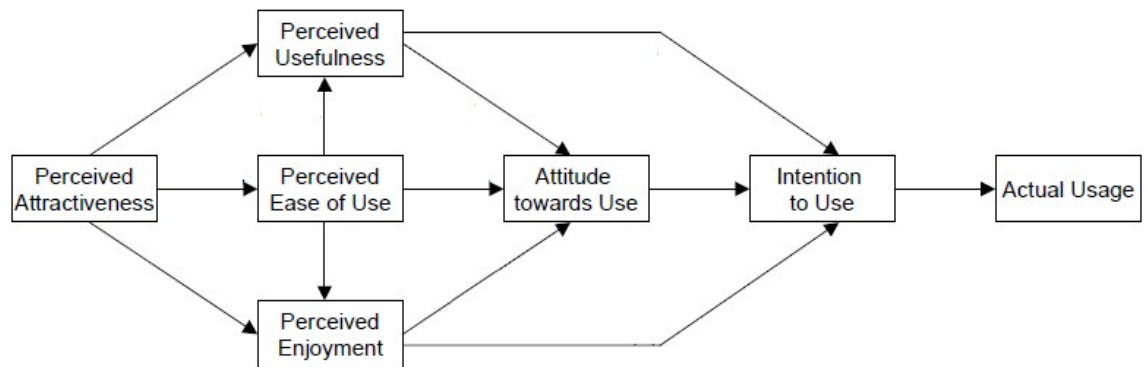 Perceived
Usefulness
Perceived
Attractiveness
Perceived
Ease of Use
Attitude
towards Use
Intention
to Use
Actual Usage
Perceived
Enjoyment